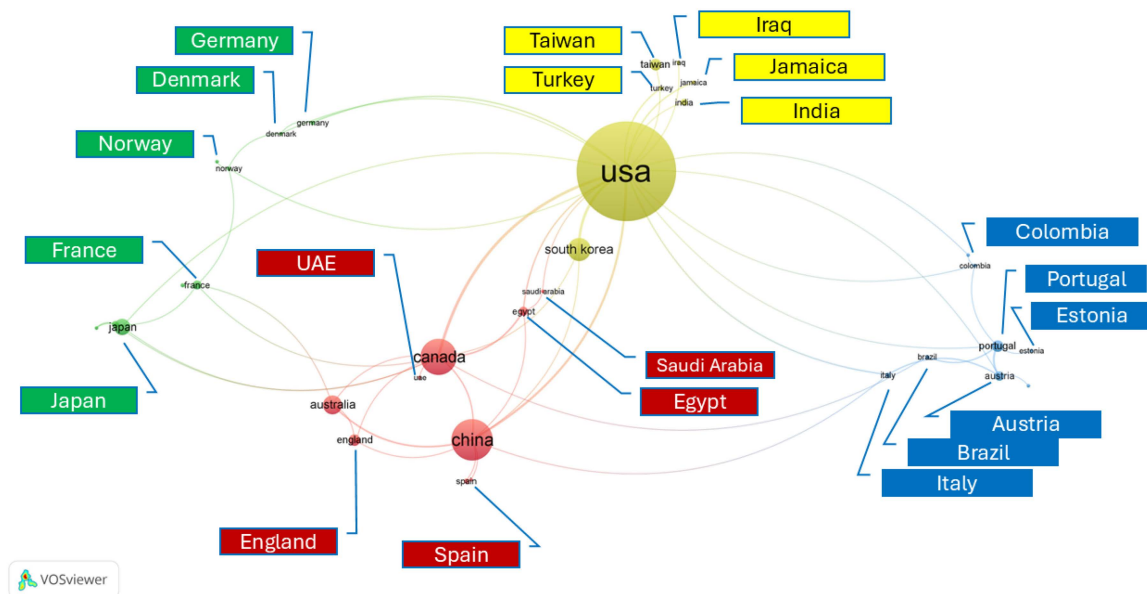 Germany
Denmark
Norway
France
Japan
germany
denmark
norway
france
japan
Taiwan
Turkey
Iraq
Jamaica
India
taiwan
iraq
turkey
jamaica
india
usa
south korea
saudi arabia
egypt
canada
uae
australia
england
china
spain
UAE
Saudi Arabia
Egypt
England
Spain
Colombia
Portugal
Estonia
colombia
portugal
estonia
brazil
italy
austria
Austria
Brazil
Italy
VOSviewer